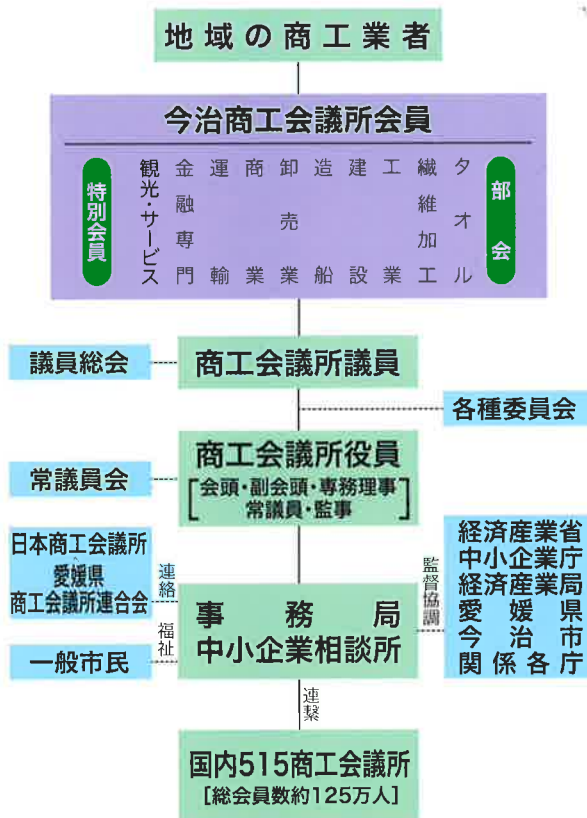 地域の商工業者
今治商工会議所会員
部会
タオル
繊維加工
工業
建設
造船
卸売業
商業
運輸
金融専門
観光・サービス
特別会員
議員総会
商工会議所議員
各種委員会
常議員会
商工会議所役員
[会頭・副会頭・専務理事
常議員・監事]
日本商工会議所
愛媛県
商工会議所連合会
連絡
福祉
一般市民
事務局
中小企業相談所
監督協調
経済産業省
中小企業庁
経済産業局
愛媛県
今治市
関係各庁
連繫
国内515商工会議所
[総会員数約125万人]